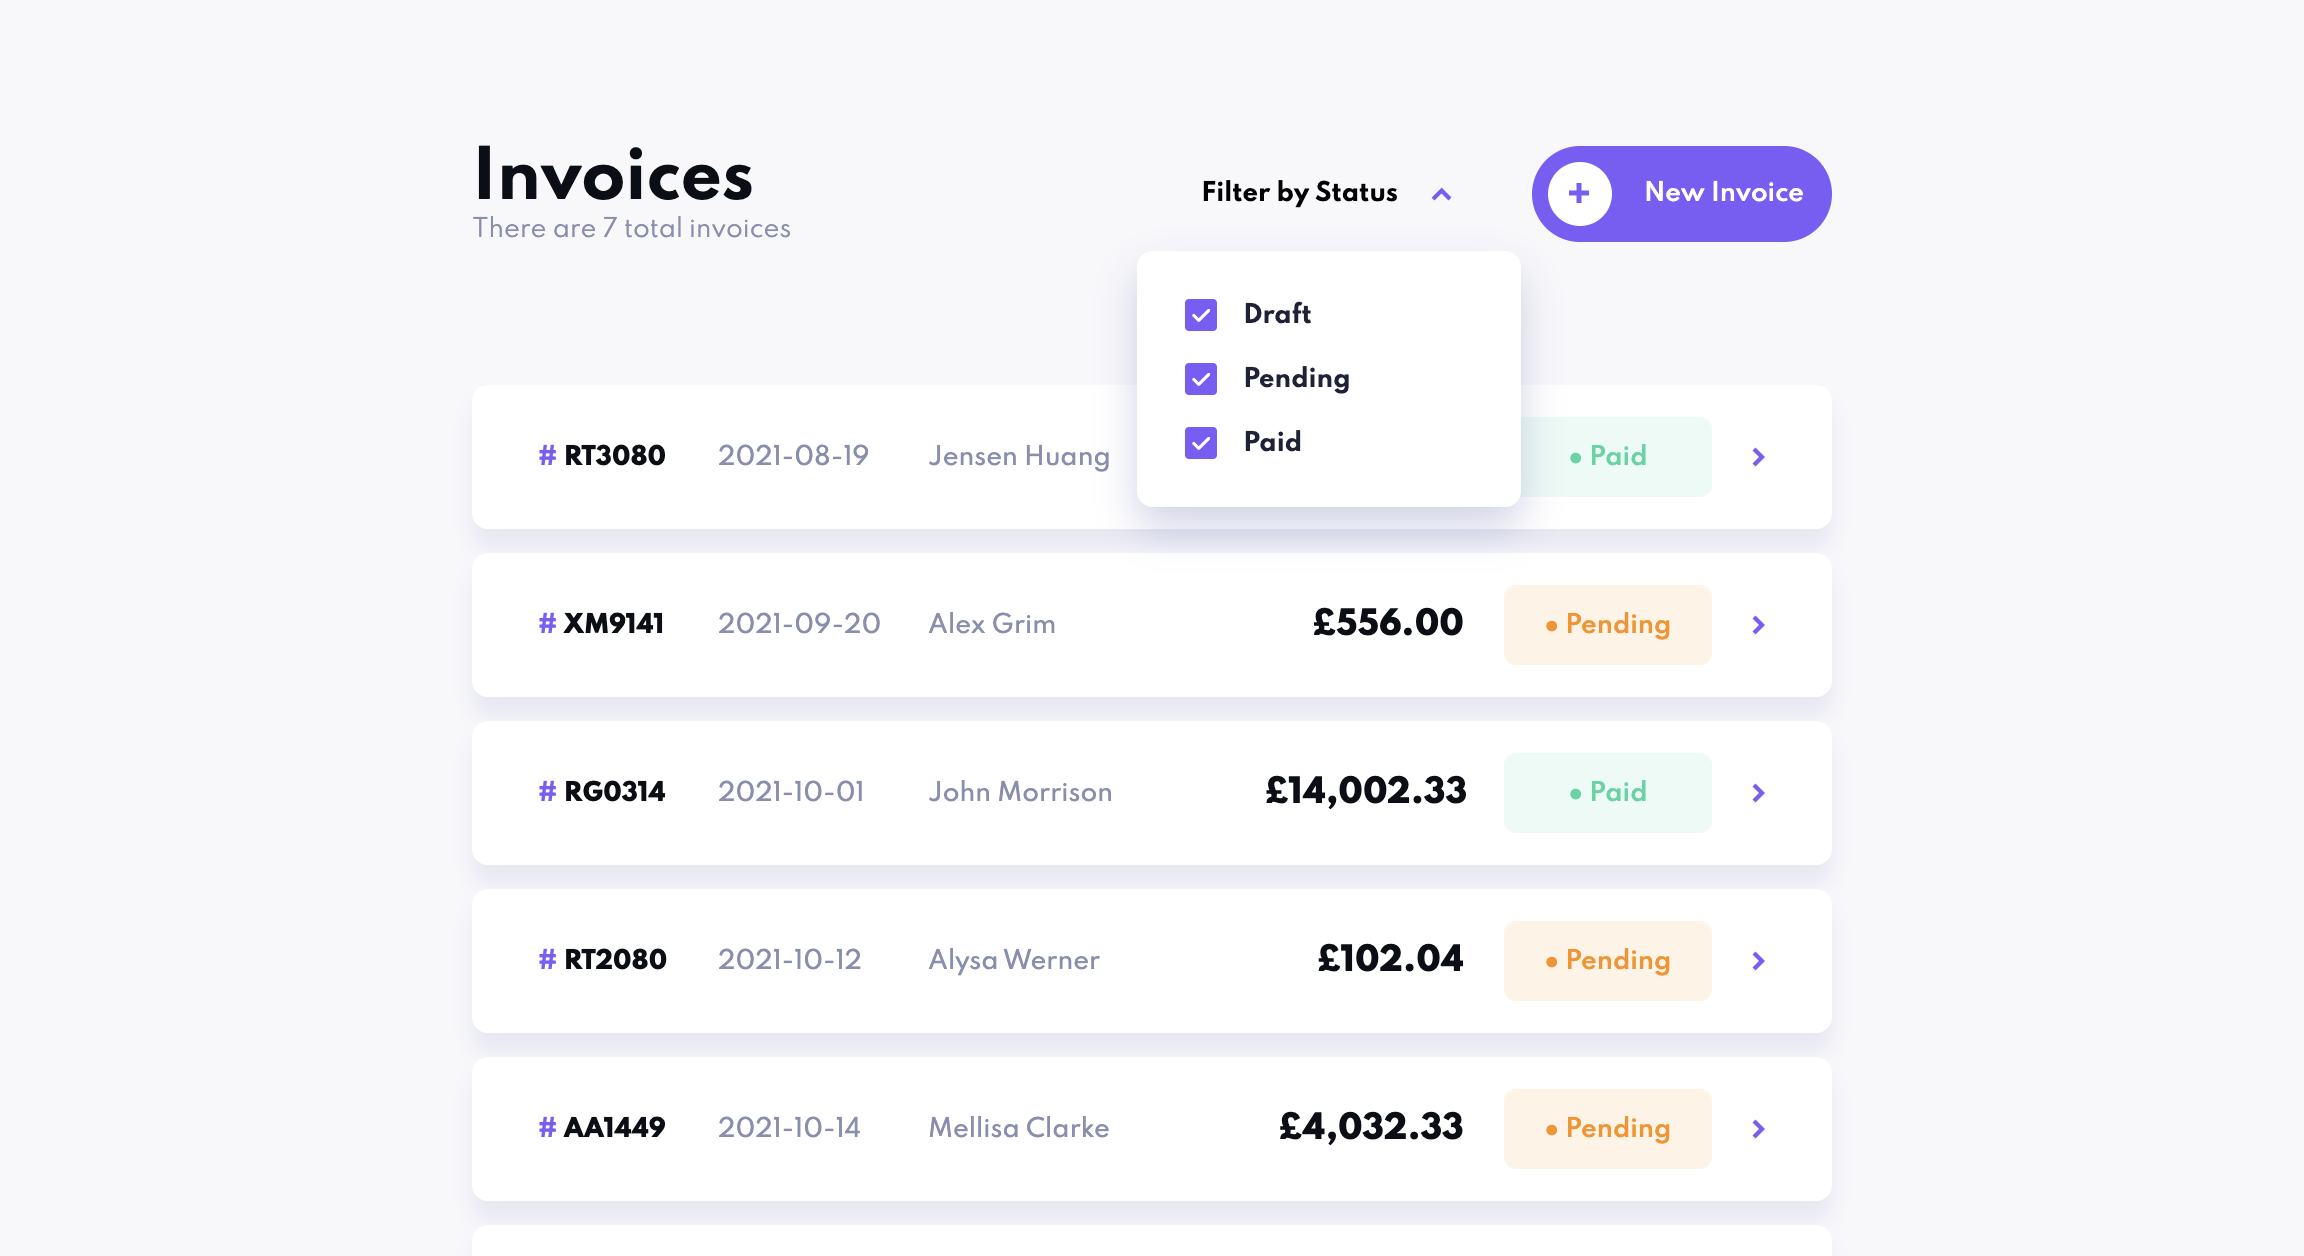 Invoices
There are 7 total invoices
Filter by Status
+ New Invoice
Draft
Pending
Paid
# RT3080 2021-08-19 Jensen Huang • Paid
# XM9141 2021-09-20 Alex Grim £556.00 • Pending
# RG0314 2021-10-01 John Morrison £14,002.33 • Paid
# RT2080 2021-10-12 Alysa Werner £102.04 • Pending
# AA1449 2021-10-14 Mellisa Clarke £4,032.33 • Pending